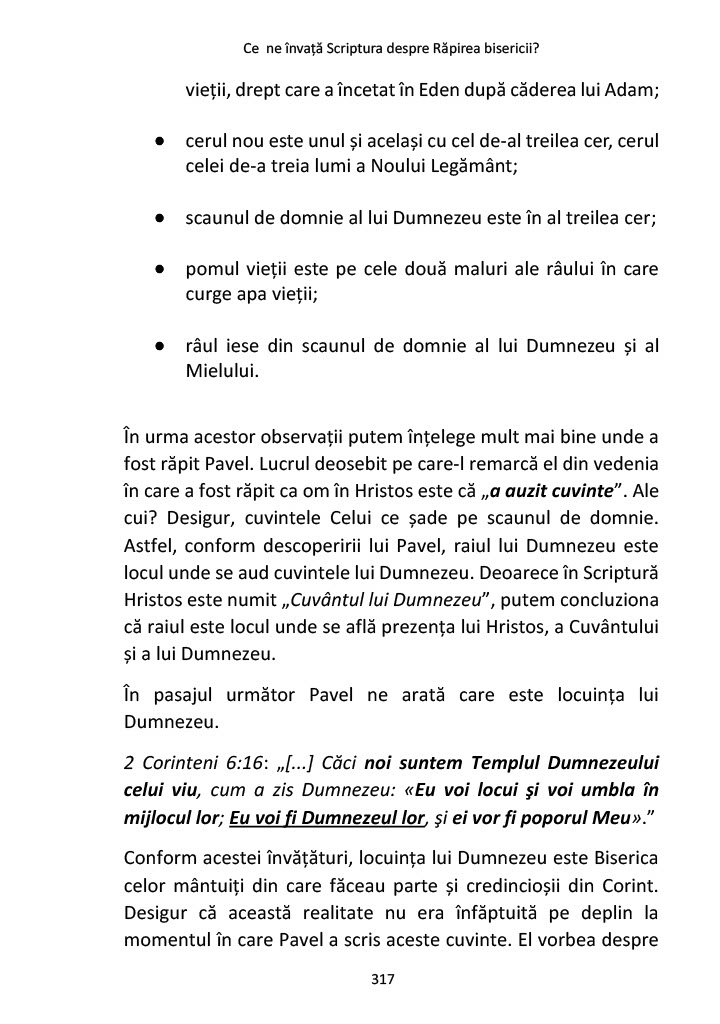 Ce  ne învață Scriptura despre Răpirea bisericii?
vieții, drept care a încetat în Eden după căderea lui Adam;
● cerul nou este unul și același cu cel de-al treilea cer, cerul
celei de-a treia lumi a Noului Legământ;
● scaunul de domnie al lui Dumnezeu este în al treilea cer;
● pomul vieții este pe cele două maluri ale râului în care
curge apa vieții;
● râul iese din scaunul de domnie al lui Dumnezeu și al
Mielului.
În urma acestor observații putem înțelege mult mai bine unde a
fost răpit Pavel. Lucrul deosebit pe care-l remarcă el din vedenia
în care a fost răpit ca om în Hristos este că „a auzit cuvinte”. Ale
cui? Desigur, cuvintele Celui ce șade pe scaunul de domnie.
Astfel, conform descoperirii lui Pavel, raiul lui Dumnezeu este
locul unde se aud cuvintele lui Dumnezeu. Deoarece în Scriptură
Hristos este numit „Cuvântul lui Dumnezeu”, putem concluziona
că raiul este locul unde se află prezența lui Hristos, a Cuvântului
și a lui Dumnezeu.
În pasajul următor Pavel ne arată care este locuința lui
Dumnezeu.
2 Corinteni 6:16: „[...] Căci noi suntem Templul Dumnezeului
celui viu, cum a zis Dumnezeu: «Eu voi locui şi voi umbla în
mijlocul lor; Eu voi fi Dumnezeul lor, şi ei vor fi poporul Meu».”
Conform acestei învățături, locuința lui Dumnezeu este Biserica
celor mântuiți din care făceau parte și credincioșii din Corint.
Desigur că această realitate nu era înfăptuită pe deplin la
momentul în care Pavel a scris aceste cuvinte. El vorbea despre
317